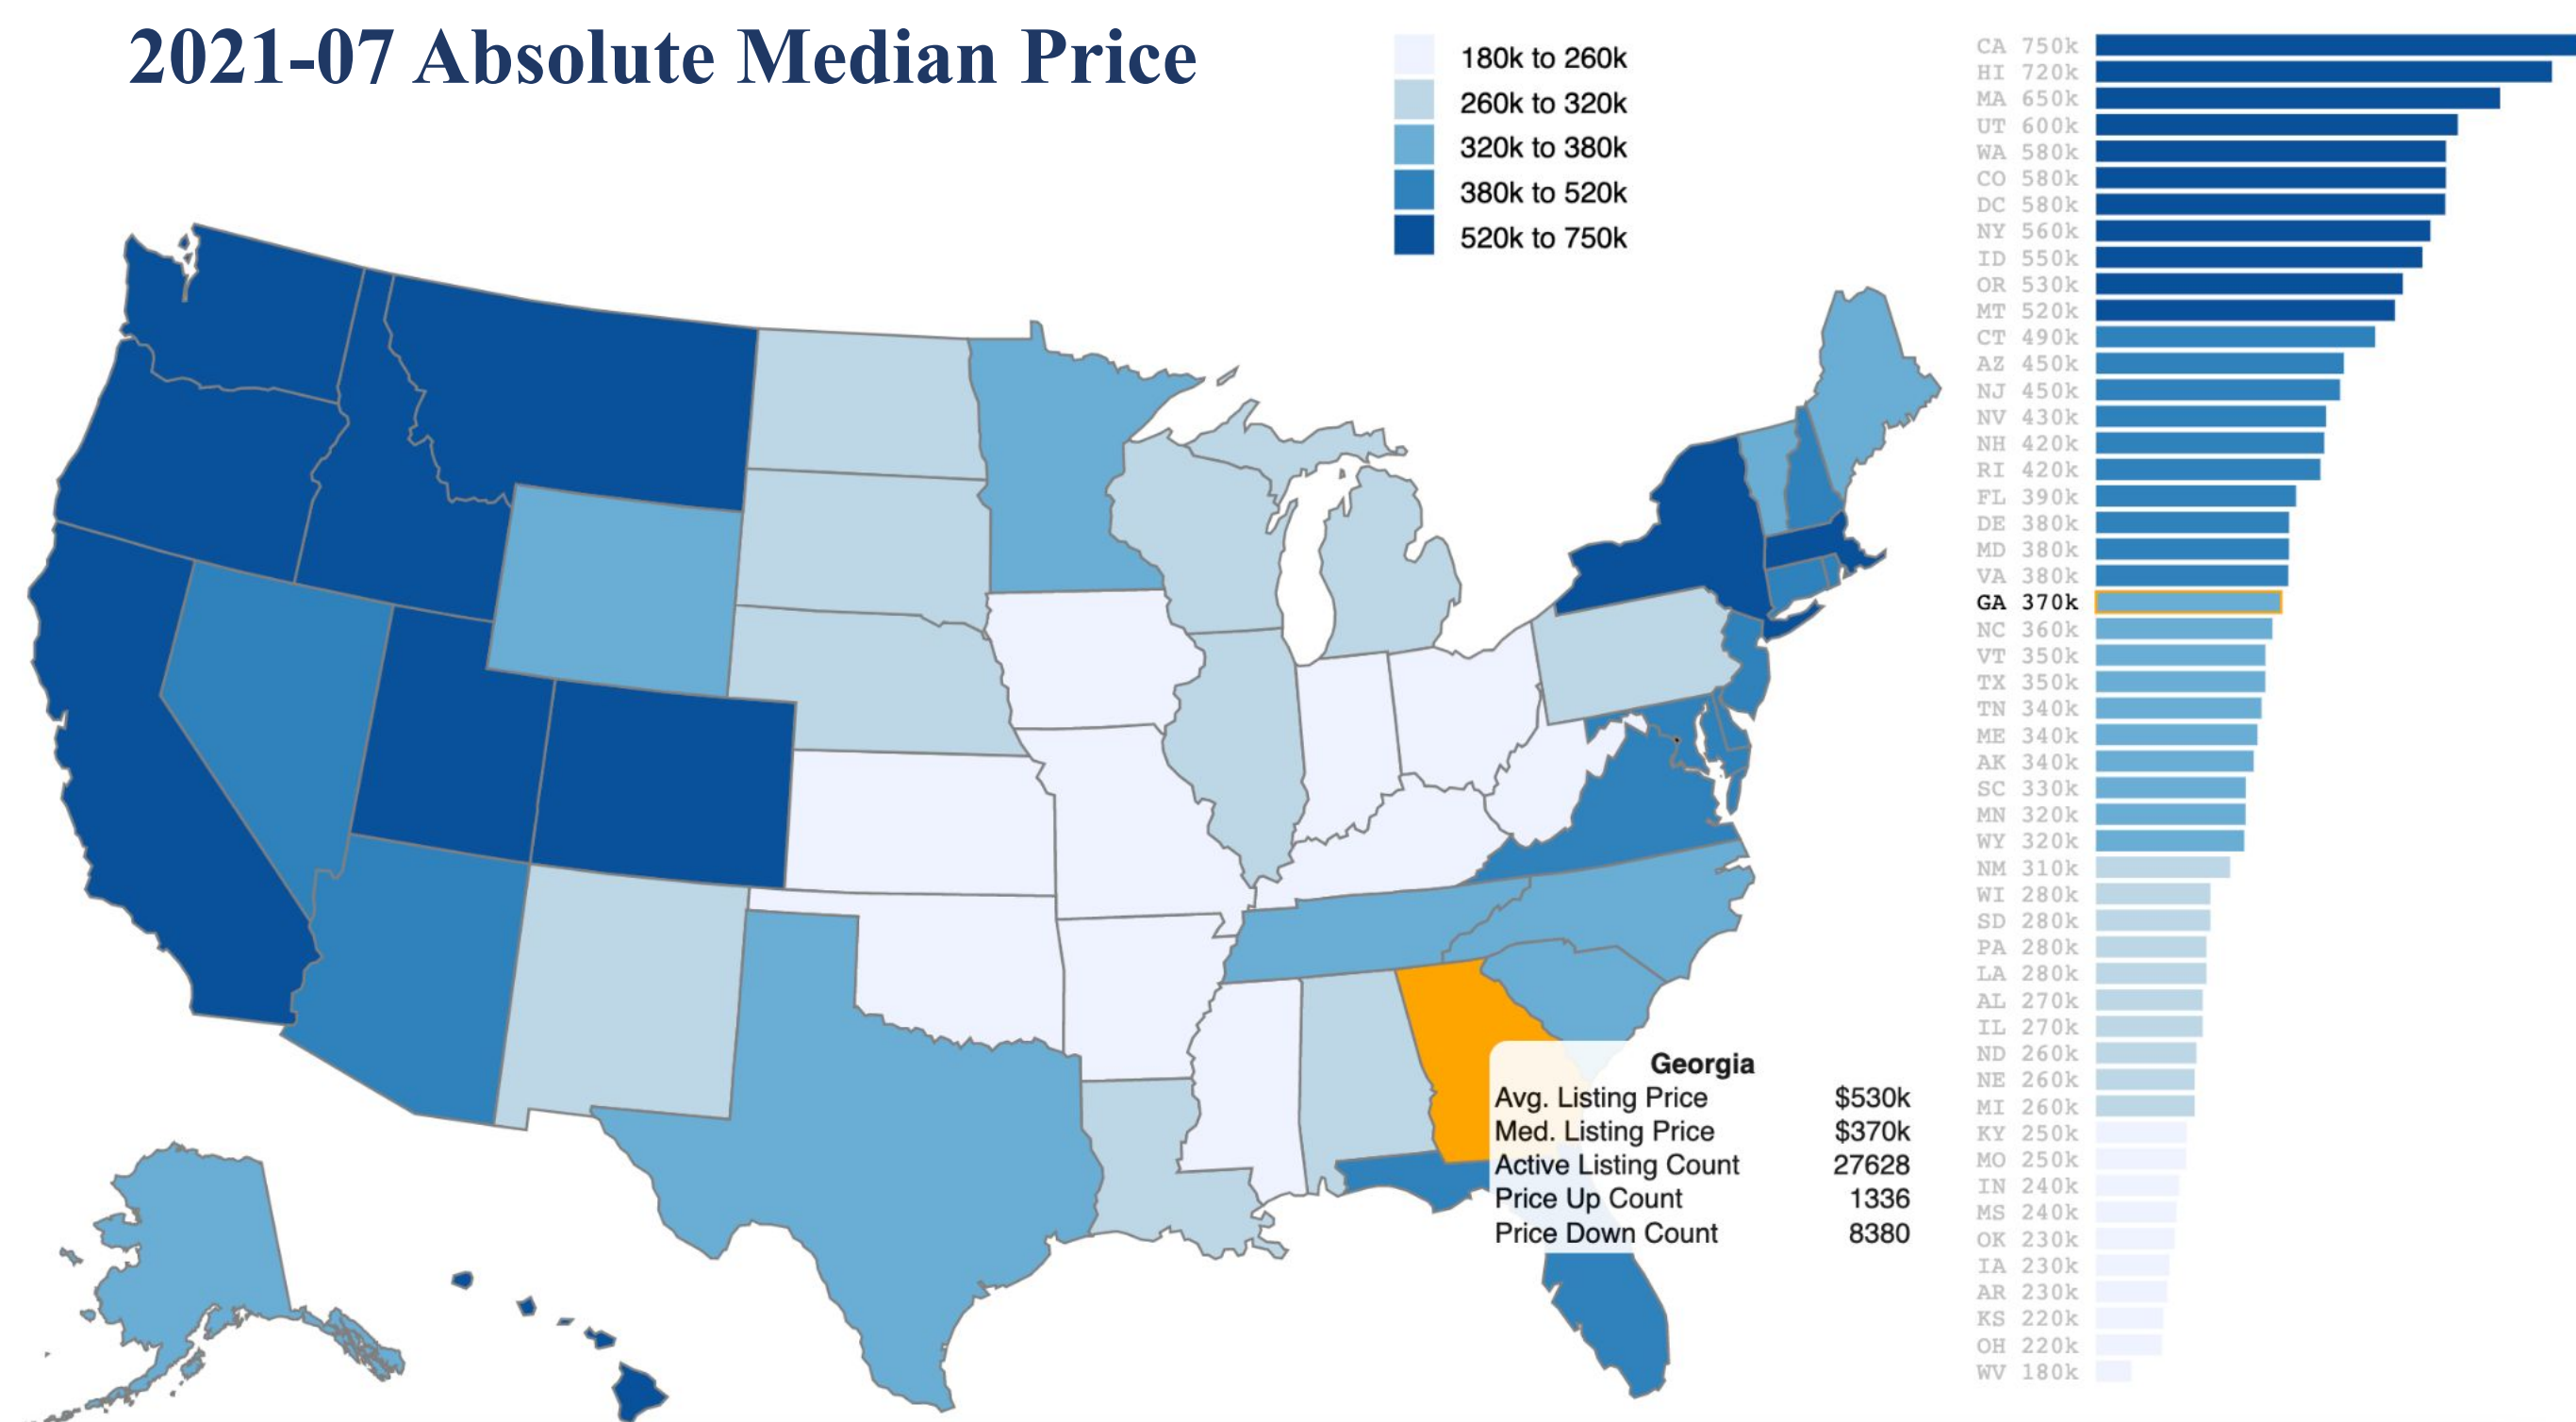 2021-07 Absolute Median Price
180k to 260k
260k to 320k
320k to 380k
380k to 520k
520k to 750k
CA 750k
HI 720k
MA 650k
UT 600k
WA 580k
CO 580k
DC 580k
NY 560k
ID 550k
OR 530k
MT 520k
CT 490k
AZ 450k
NJ 450k
NV 430k
NH 420k
RI 420k
FL 390k
DE 380k
MD 380k
VA 380k
GA 370k
NC 360k
VT 350k
TX 350k
TN 340k
ME 340k
AK 340k
SC 330k
MN 320k
WY 320k
NM 310k
WI 280k
SD 280k
PA 280k
LA 280k
AL 270k
IL 270k
ND 260k
NE 260k
MI 260k
KY 250k
MO 250k
IN 240k
MS 240k
OK 230k
IA 230k
AR 230k
KS 220k
OH 220k
WV 180k
Georgia
Avg. Listing Price $530k
Med. Listing Price $370k
Active Listing Count 27628
Price Up Count 1336
Price Down Count 8380